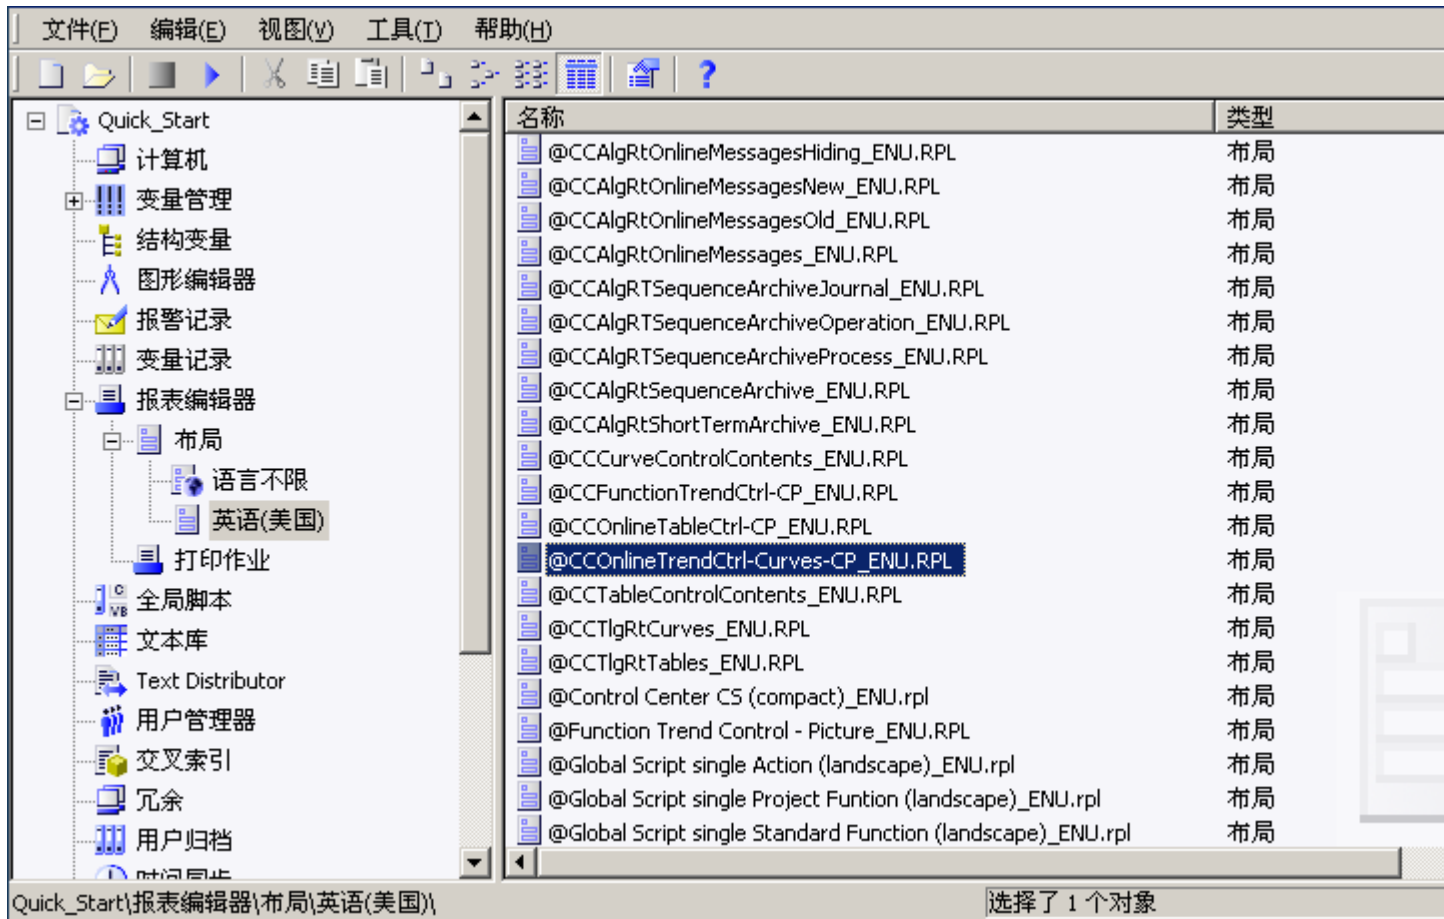 文件(F) 编辑(E) 视图(V) 工具(T) 帮助(H)
名称 类型
Quick_Start
计算机
变量管理
结构变量
图形编辑器
报警记录
变量记录
报表编辑器
布局
语言不限
英语(美国)
打印作业
全局脚本
文本库
Text Distributor
用户管理器
交叉索引
冗余
用户归档
时间同步
@CCAlgRtOnlineMessagesHiding_ENU.RPL 布局
@CCAlgRtOnlineMessagesNew_ENU.RPL 布局
@CCAlgRtOnlineMessagesOld_ENU.RPL 布局
@CCAlgRtOnlineMessages_ENU.RPL 布局
@CCAlgRTSequenceArchiveJournal_ENU.RPL 布局
@CCAlgRTSequenceArchiveOperation_ENU.RPL 布局
@CCAlgRTSequenceArchiveProcess_ENU.RPL 布局
@CCAlgRtSequenceArchive_ENU.RPL 布局
@CCAlgRtShortTermArchive_ENU.RPL 布局
@CCCurveControlContents_ENU.RPL 布局
@CCFunctionTrendCtrl-CP_ENU.RPL 布局
@CCOnlineTableCtrl-CP_ENU.RPL 布局
@CCOnlineTrendCtrl-Curves-CP_ENU.RPL 布局
@CCTableControlContents_ENU.RPL 布局
@CCTlgRtCurves_ENU.RPL 布局
@CCTlgRtTables_ENU.RPL 布局
@Control Center CS (compact)_ENU.rpl 布局
@Function Trend Control - Picture_ENU.RPL 布局
@Global Script single Action (landscape)_ENU.rpl 布局
@Global Script single Project Funtion (landscape)_ENU.rpl 布局
@Global Script single Standard Function (landscape)_ENU.rpl 布局
Quick_Start\报表编辑器\布局\英语(美国)\ 选择了 1 个对象